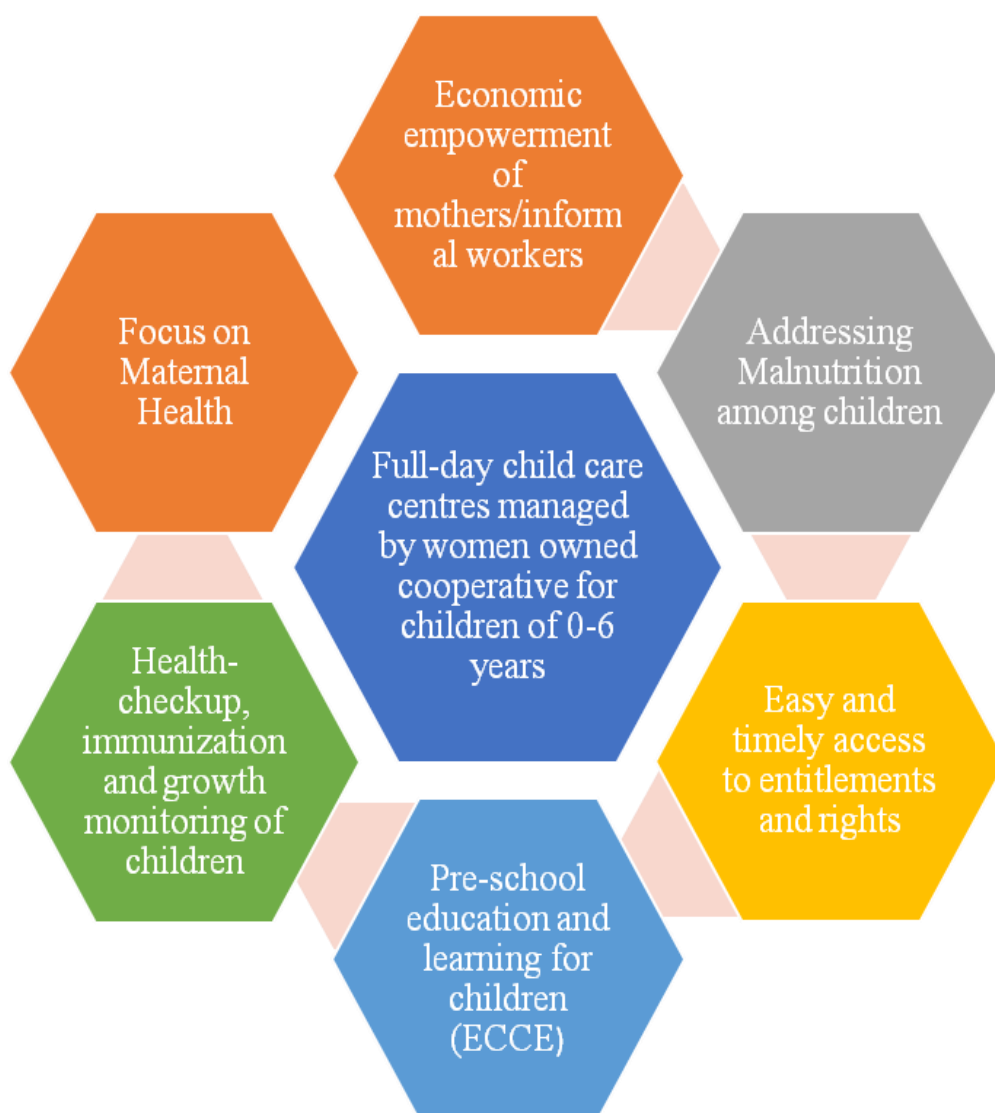 Economic
empowerment
of
mothers/inform
al workers
Focus on
Maternal
Health
Addressing
Malnutrition
among children
Full-day child care
centres managed
by women owned
cooperative for
children of 0-6
years
Health-
checkup,
immunization
and growth
monitoring of
children
Easy and
timely access
to entitlements
and rights
Pre-school
education and
learning for
children
(ECCE)